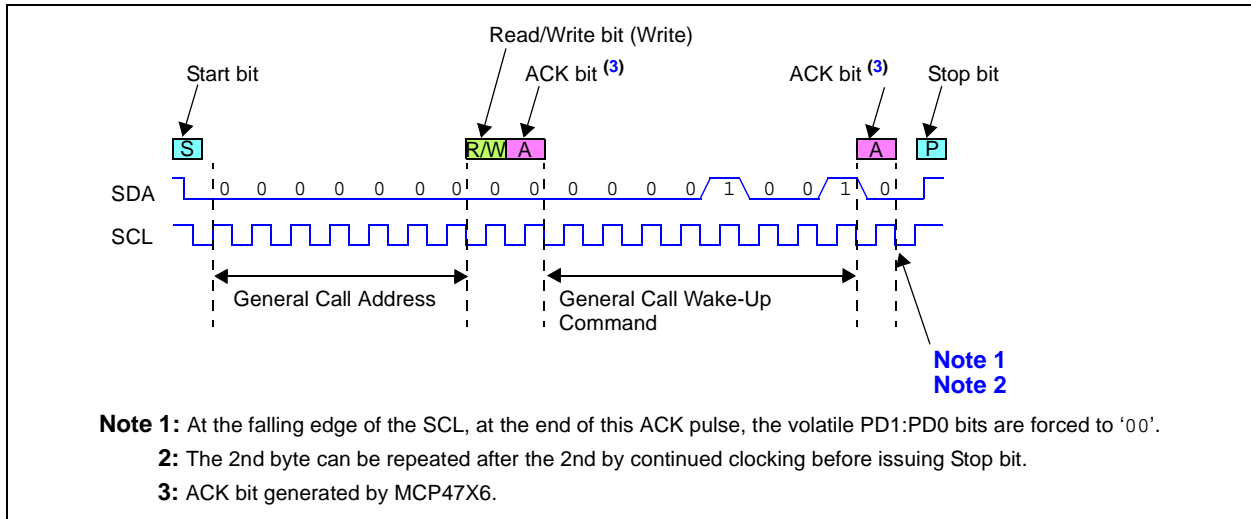 Read/Write bit (Write)
Start bit
ACK bit (3)
ACK bit (3)
Stop bit
S
R/W
A
A
P
SDA
0 0 0 0 0 0 0 0 0 0 0 0 0 1 0 0 1 0
SCL
General Call Address
General Call Wake-Up
Command
Note 1
Note 2
Note 1: At the falling edge of the SCL, at the end of this ACK pulse, the volatile PD1:PD0 bits are forced to ‘00’.
2: The 2nd byte can be repeated after the 2nd by continued clocking before issuing Stop bit.
3: ACK bit generated by MCP47X6.